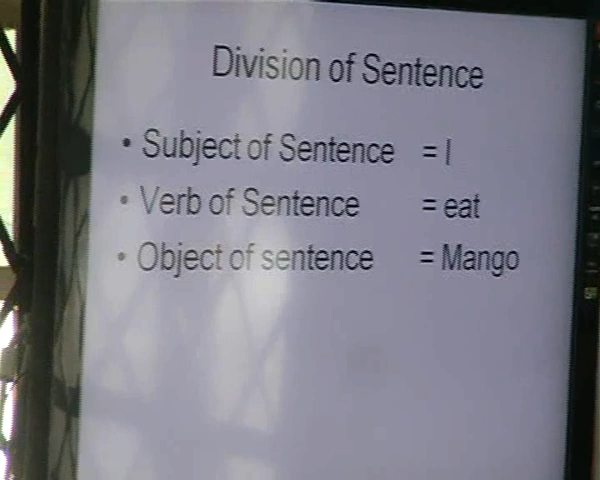 Division of Sentence
• Subject of Sentence = I
• Verb of Sentence = eat
• Object of sentence = Mango